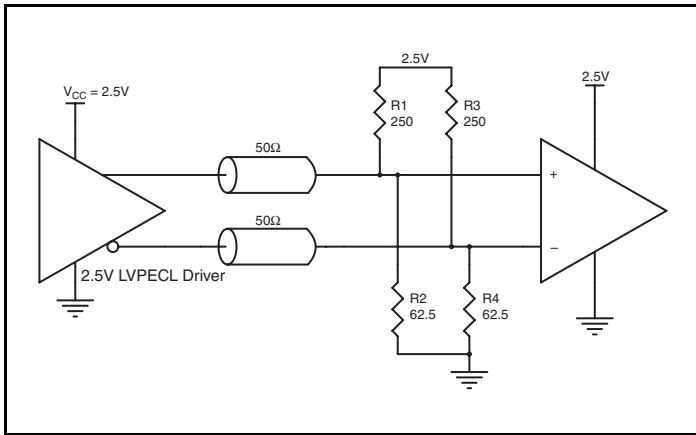 2.5V
V_CC = 2.5V
2.5V
R1
250
R3
250
50Ω
+
50Ω
−
2.5V LVPECL Driver
R2
62.5
R4
62.5